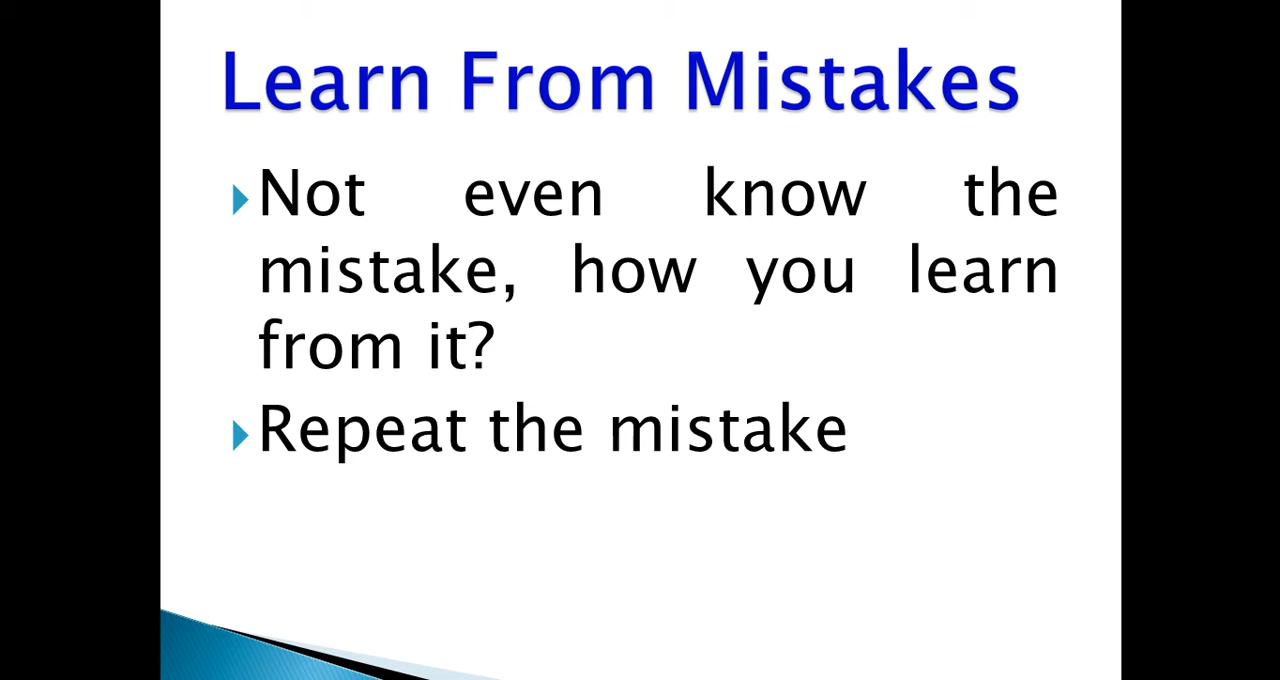 Learn From Mistakes
Not even know the
mistake, how you learn
from it?
Repeat the mistake